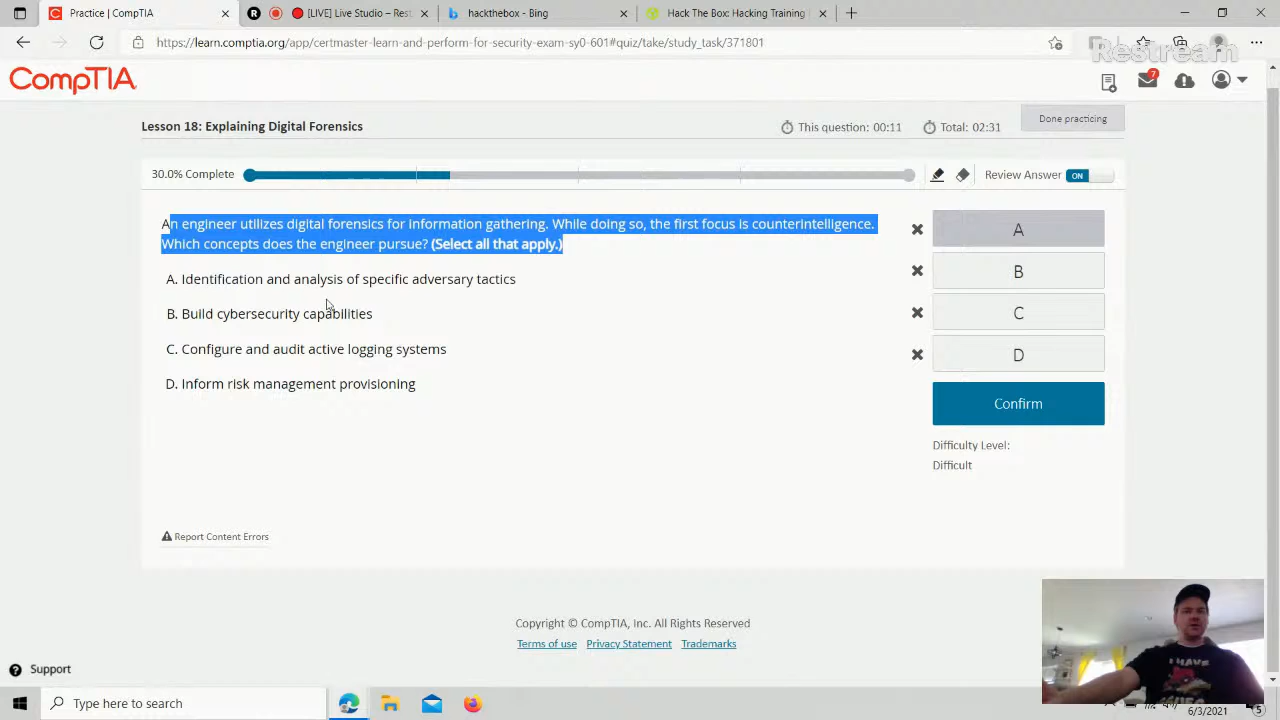 Practice | CompTIA
[LIVE] Live Studio – Rest
hackthebox - Bing
Hack The Box: Hacking Training
https://learn.comptia.org/app/certmaster-learn-and-perform-for-security-exam-sy0-601#quiz/take/study_task/371801
Restream
CompTIA
7
Lesson 18: Explaining Digital Forensics
This question: 00:11
Total: 02:31
Done practicing
30.0% Complete
Review Answer ON
An engineer utilizes digital forensics for information gathering. While doing so, the first focus is counterintelligence.
Which concepts does the engineer pursue? (Select all that apply.)
A. Identification and analysis of specific adversary tactics
B. Build cybersecurity capabilities
C. Configure and audit active logging systems
D. Inform risk management provisioning
A
B
C
D
Confirm
Difficulty Level:
Difficult
Report Content Errors
Copyright © CompTIA, Inc. All Rights Reserved
Terms of use Privacy Statement Trademarks
Support
I HAVE
Type here to search
6/3/2021
5